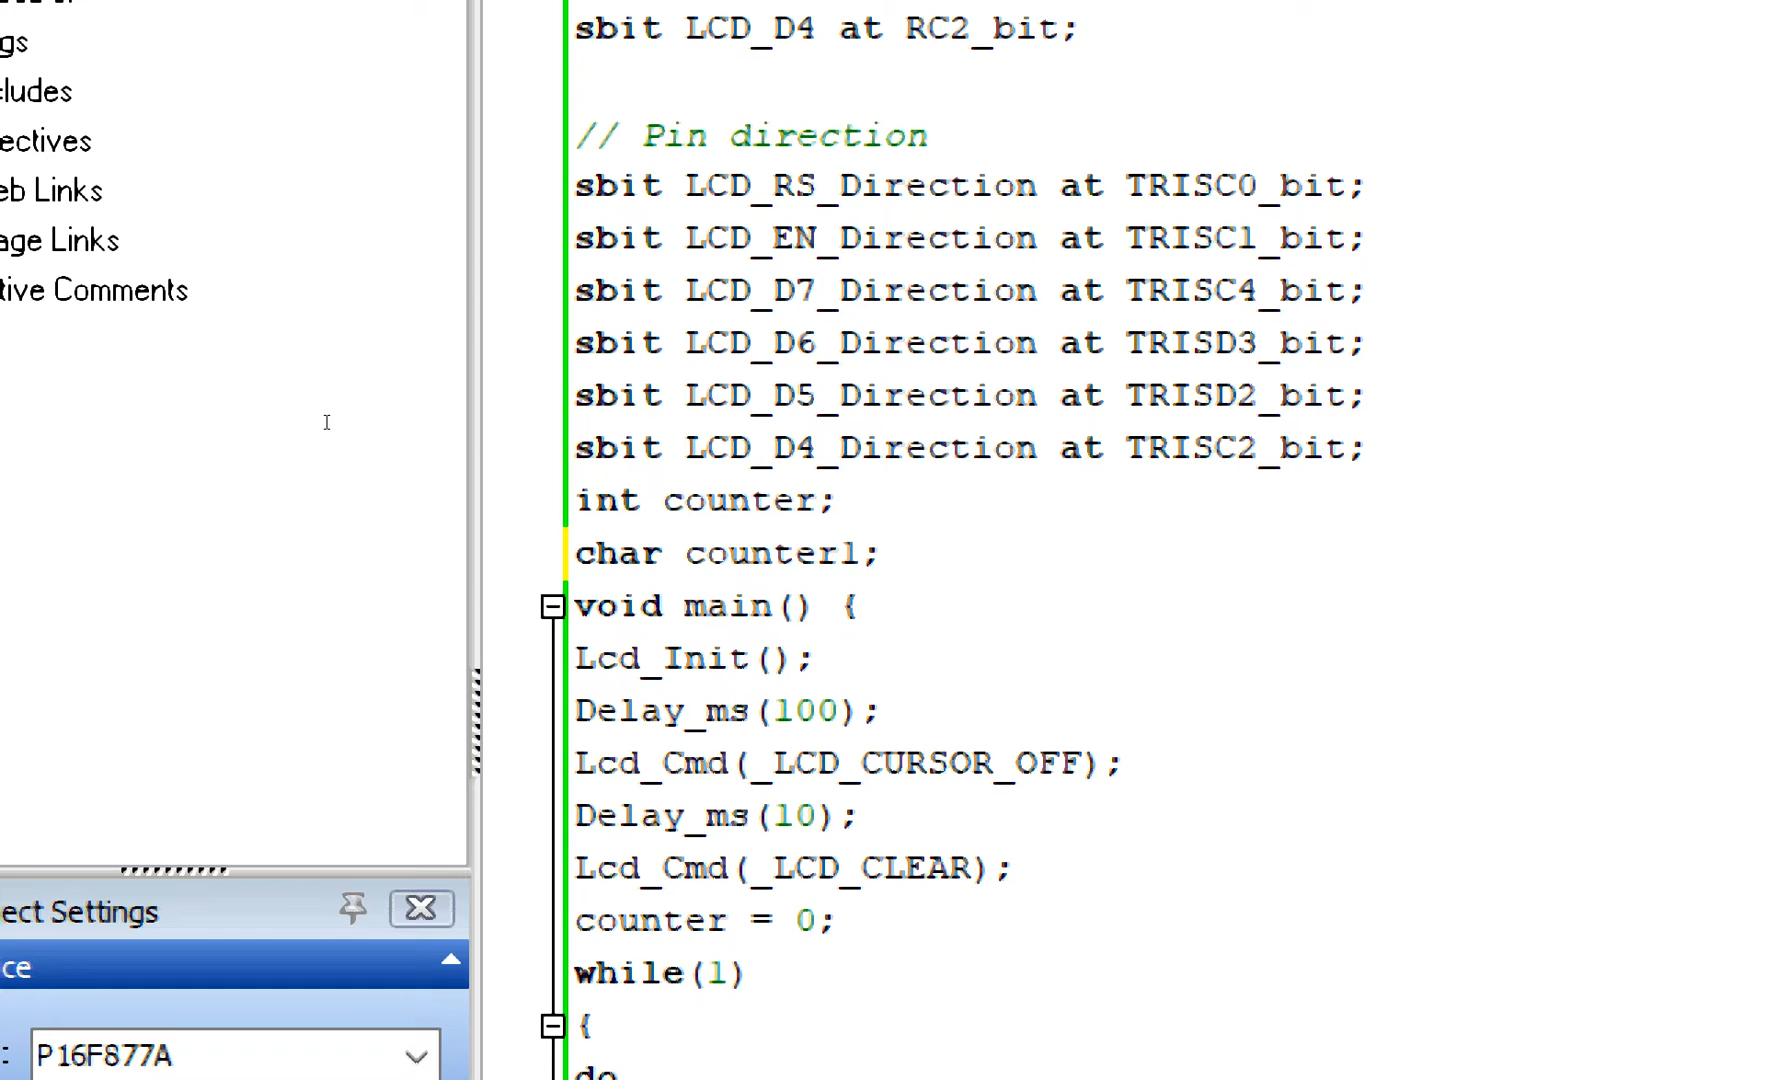 gs
ludes
ectives
eb Links
age Links
tive Comments
ect Settings
ce
: P16F877A
sbit LCD_D4 at RC2_bit;
// Pin direction
sbit LCD_RS_Direction at TRISC0_bit;
sbit LCD_EN_Direction at TRISC1_bit;
sbit LCD_D7_Direction at TRISC4_bit;
sbit LCD_D6_Direction at TRISD3_bit;
sbit LCD_D5_Direction at TRISD2_bit;
sbit LCD_D4_Direction at TRISC2_bit;
int counter;
char counter1;
void main() {
Lcd_Init();
Delay_ms(100);
Lcd_Cmd(_LCD_CURSOR_OFF);
Delay_ms(10);
Lcd_Cmd(_LCD_CLEAR);
counter = 0;
while(1)
{
do